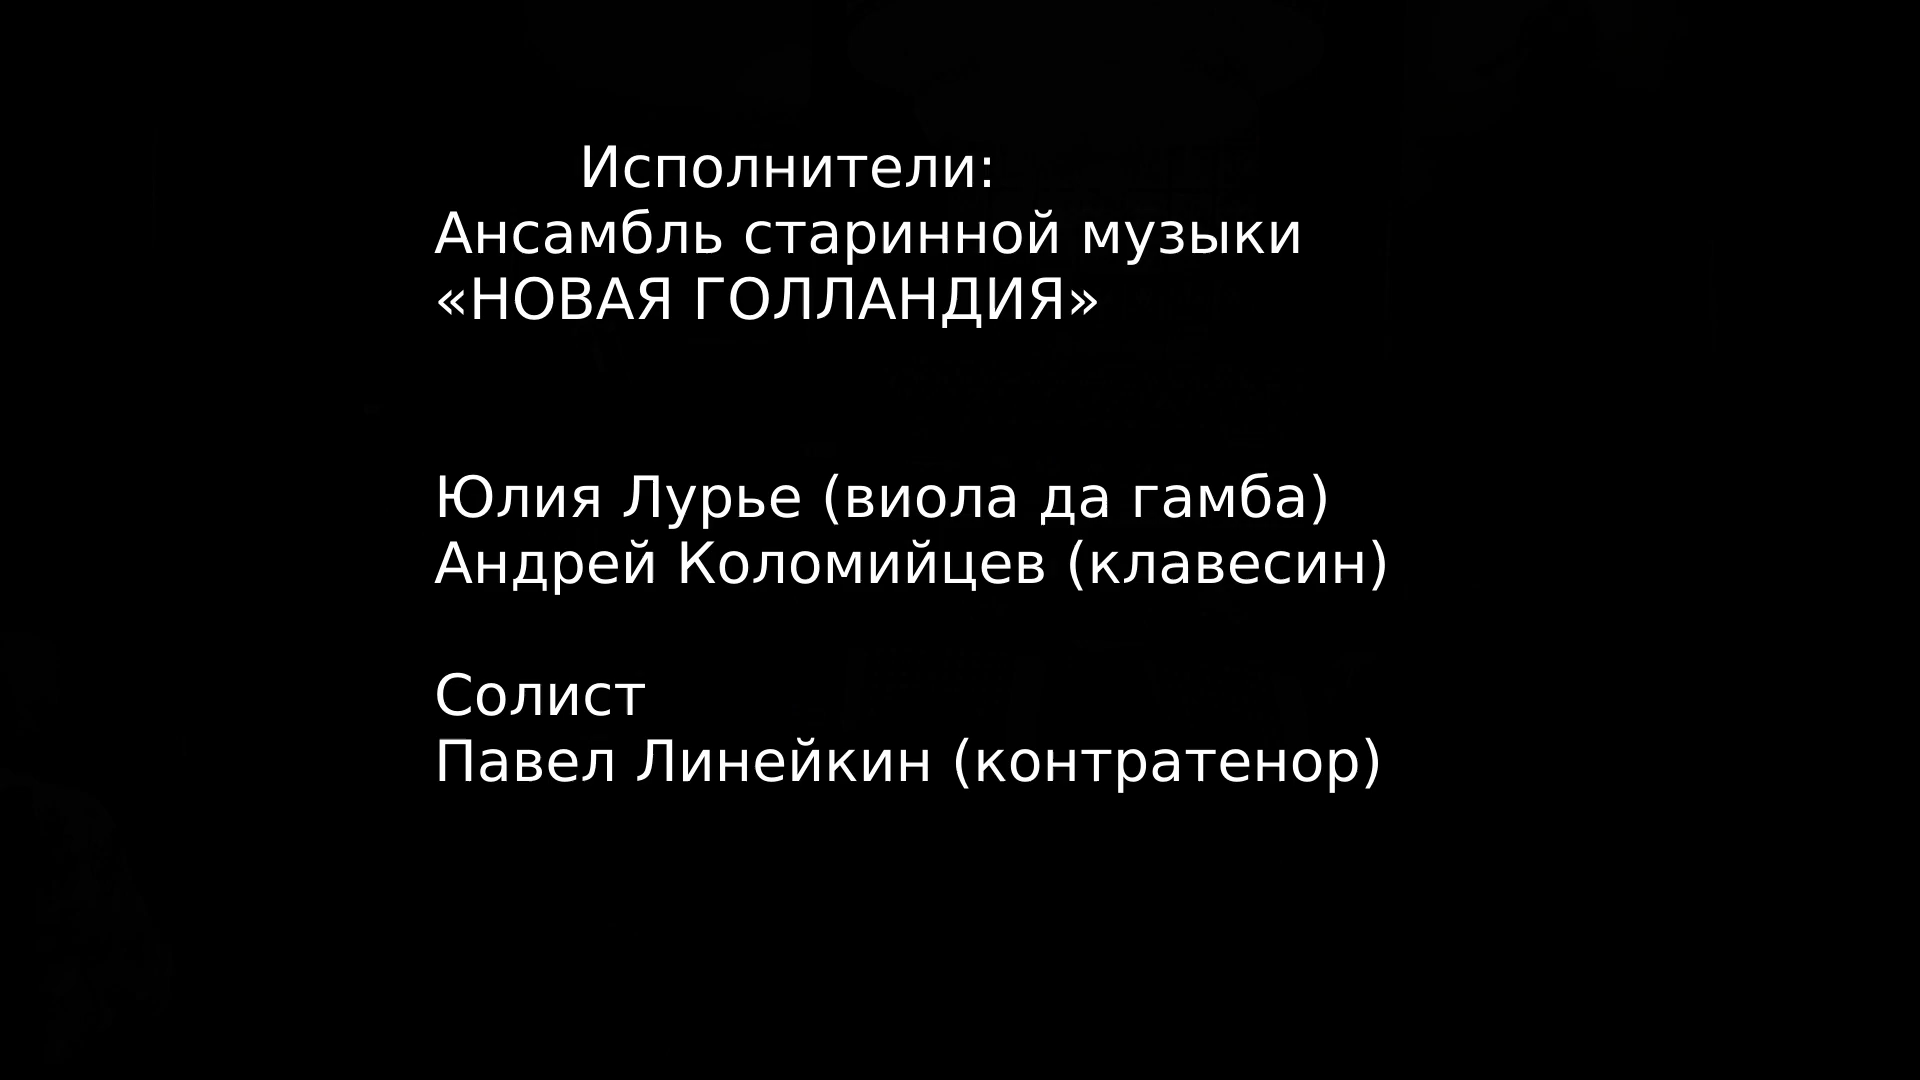 Исполнители:
Ансамбль старинной музыки
«НОВАЯ ГОЛЛАНДИЯ»
Юлия Лурье (виола да гамба)
Андрей Коломийцев (клавесин)
Солист
Павел Линейкин (контратенор)